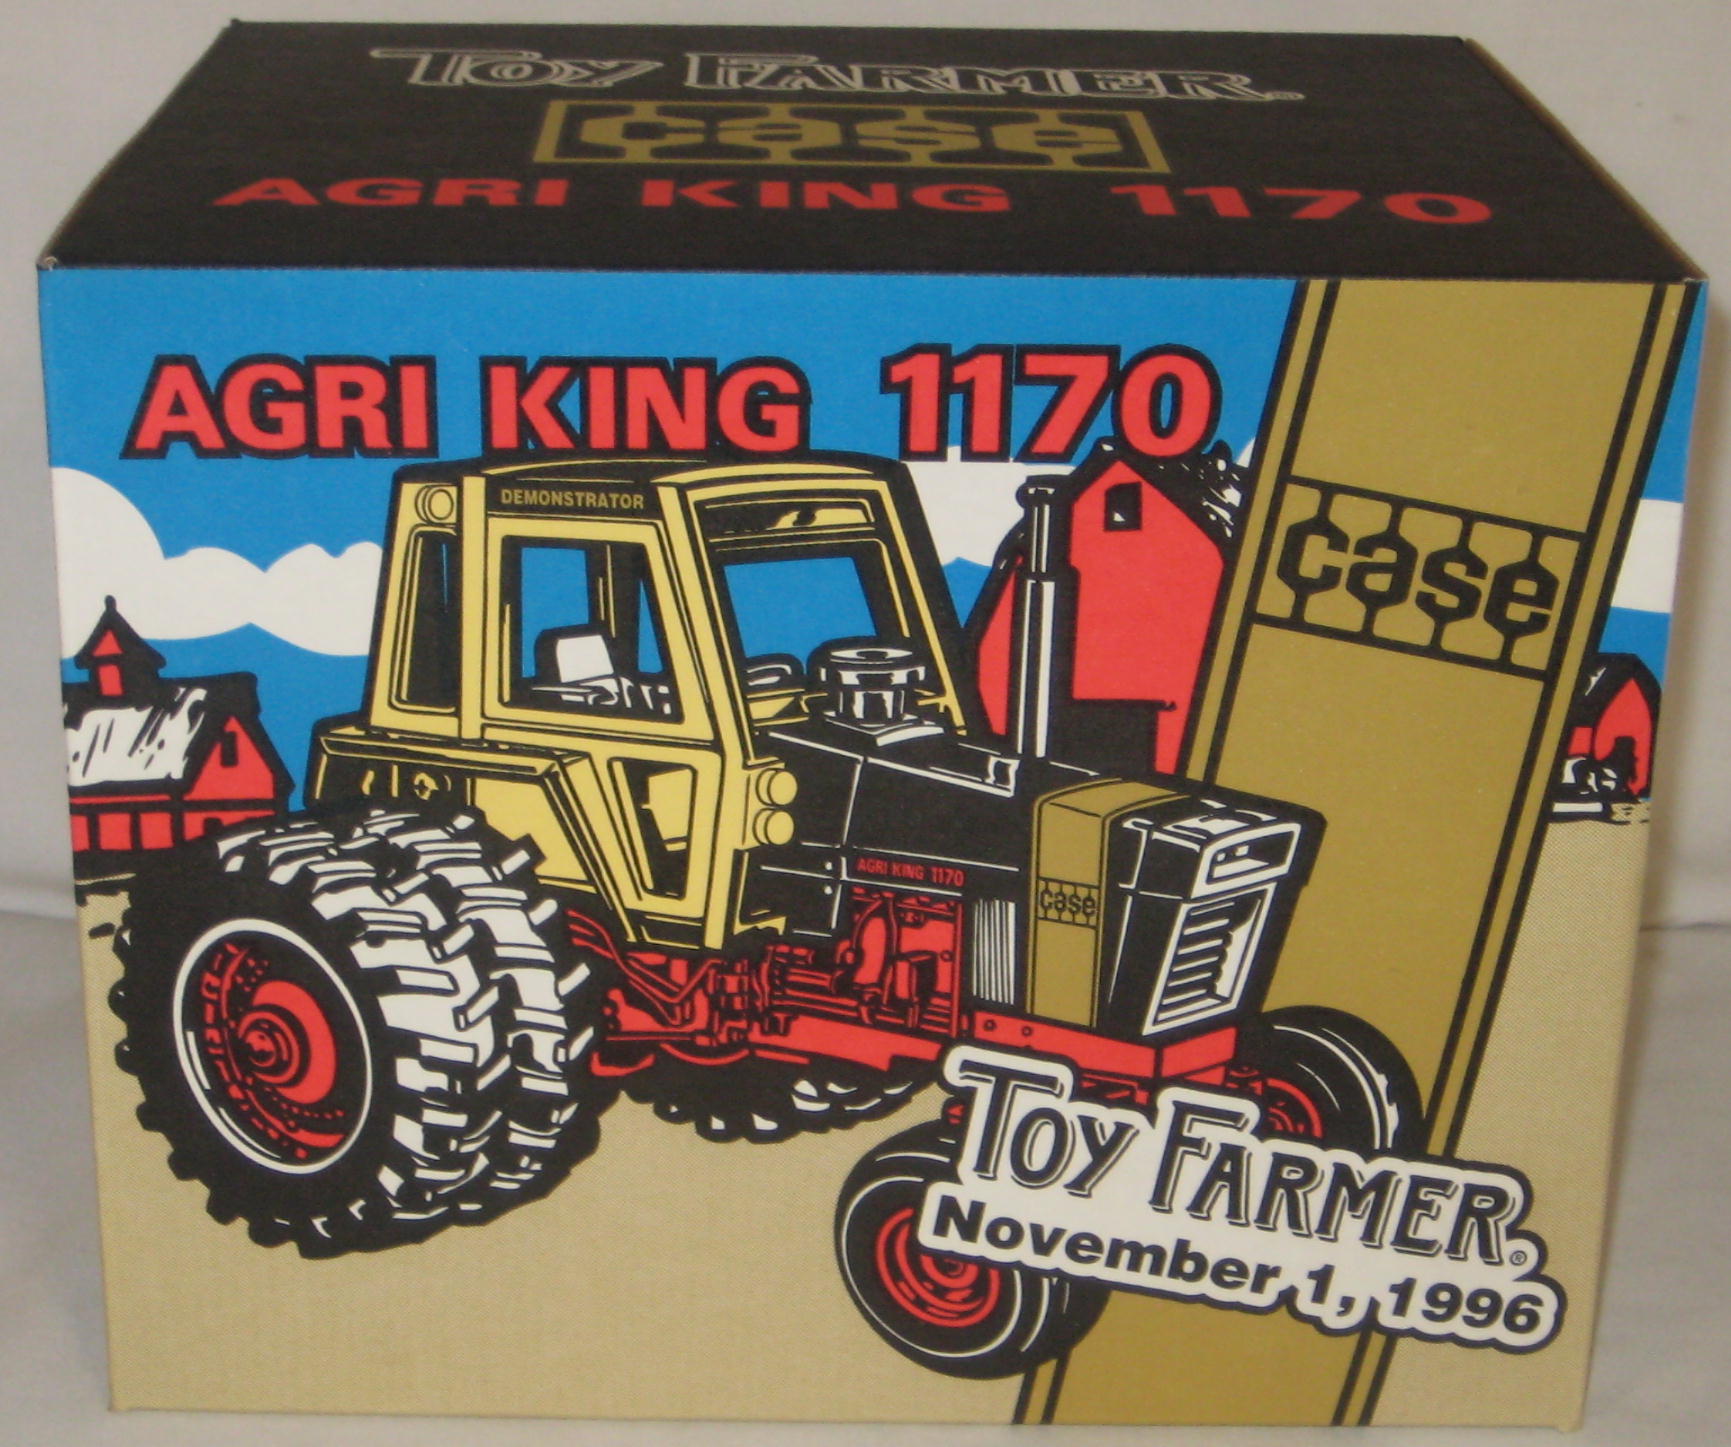 TOY FARMER®
case
AGRI KING 1170
AGRI KING 1170
DEMONSTRATOR
case
AGRI KING 1170
case
TOY FARMER®
November 1, 1996